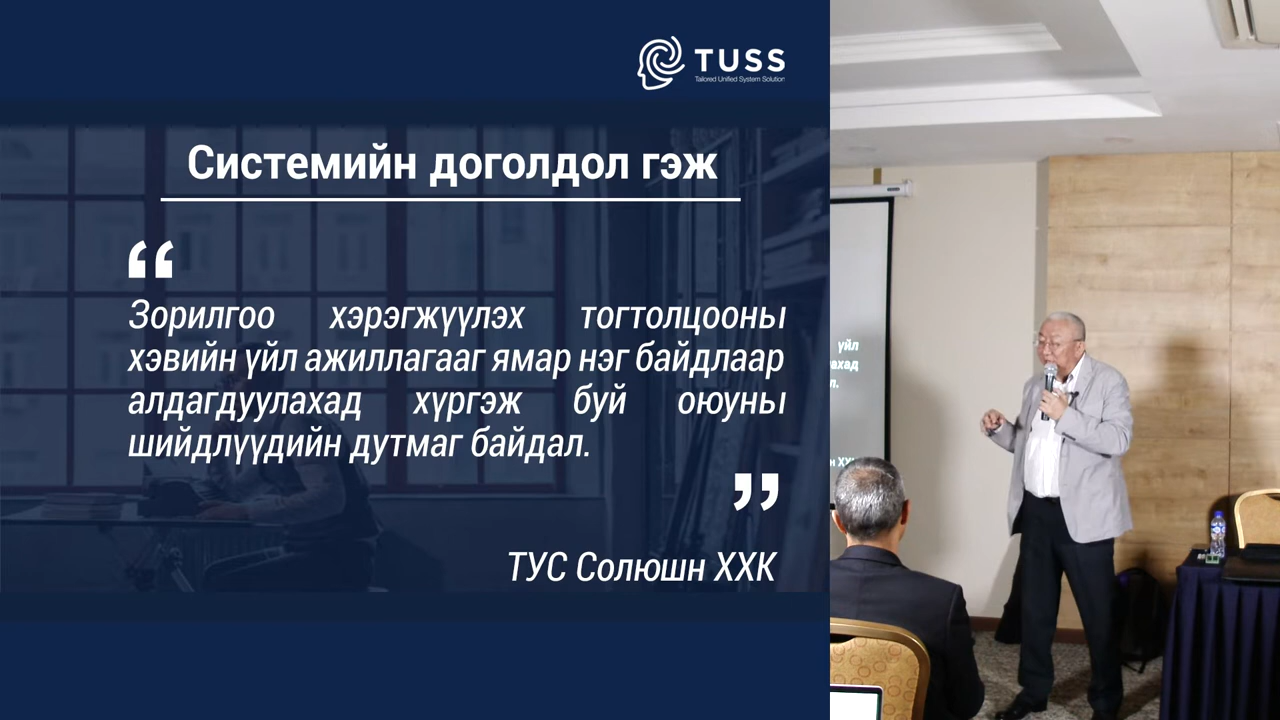 TUSS
Tailored Unified System Solution
Системийн доголдол гэж
“
Зорилгоо хэрэгжүүлэх тогтолцооны
хэвийн үйл ажиллагааг ямар нэг байдлаар
алдагдуулахад хүргэж буй оюуны
шийдлүүдийн дутмаг байдал.
”
ТУС Солюшн ХХК
үйл